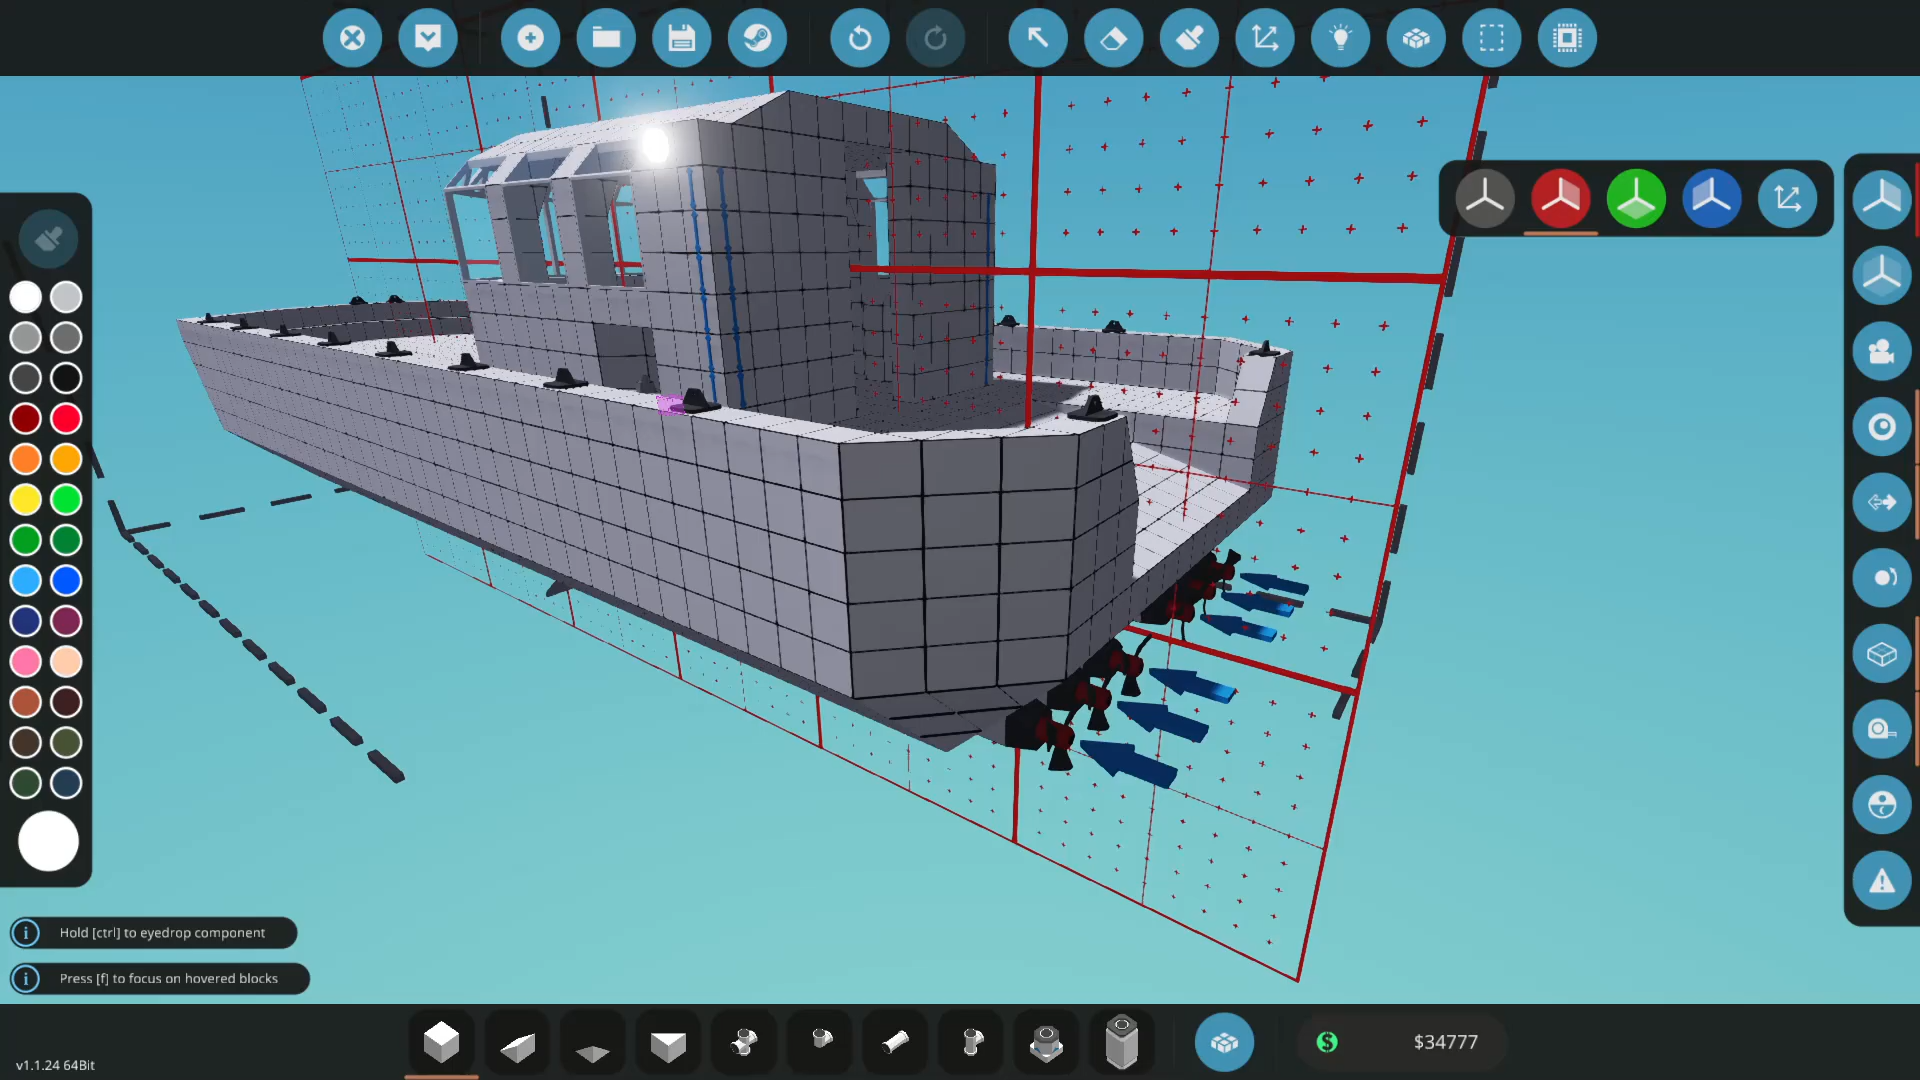 Hold [ctrl] to eyedrop component
Press [f] to focus on hovered blocks
$ $34777
v1.1.24 64Bit